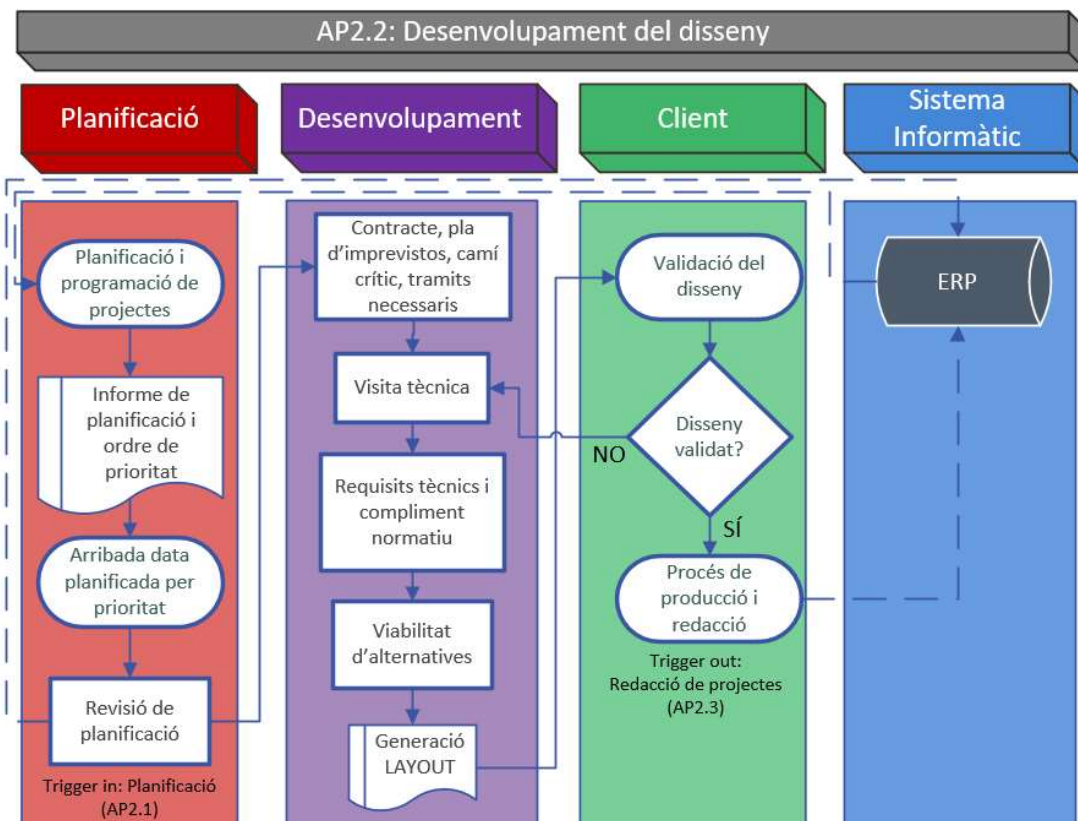 AP2.2: Desenvolupament del disseny
Planificació
Desenvolupament
Client
Sistema
Informàtic
Planificació i
programació de
projectes
Informe de
planificació i
ordre de
prioritat
Arribada data
planificada per
prioritat
Revisió de
planificació
Trigger in: Planificació
(AP2.1)
Contracte, pla
d’imprevistos, camí
crític, tramits
necessaris
Visita tècnica
Requisits tècnics i
compliment
normatiu
Viabilitat
d’alternatives
Generació
LAYOUT
Validació del
disseny
Disseny
validat?
NO
SÍ
Procés de
producció i
redacció
Trigger out:
Redacció de projectes
(AP2.3)
ERP